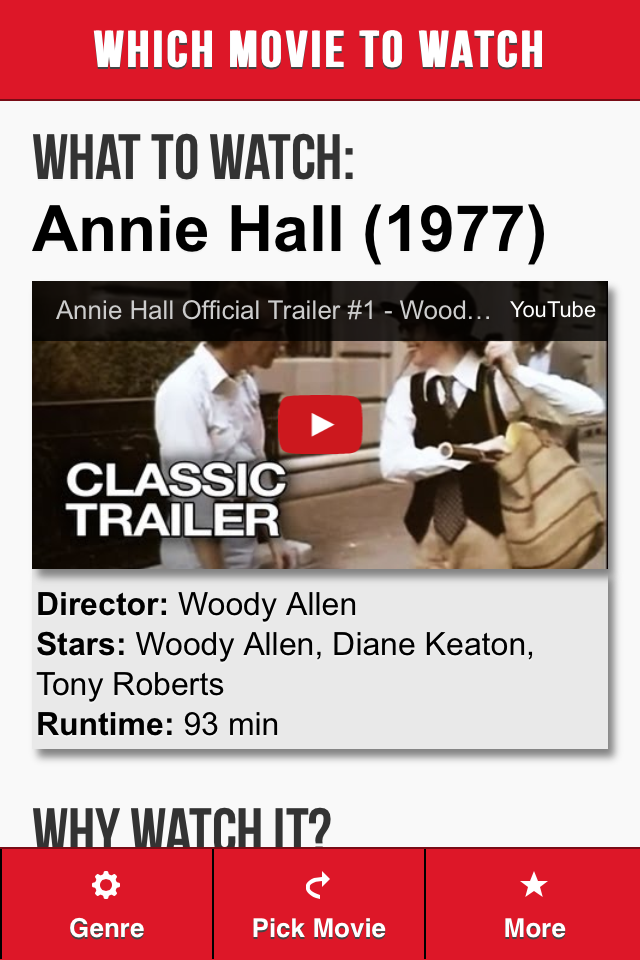 WHICH MOVIE TO WATCH
WHAT TO WATCH:
Annie Hall (1977)
Annie Hall Official Trailer #1 - Wood... YouTube
CLASSIC
TRAILER
Director: Woody Allen
Stars: Woody Allen, Diane Keaton,
Tony Roberts
Runtime: 93 min
WHY WATCH IT?
Genre Pick Movie More